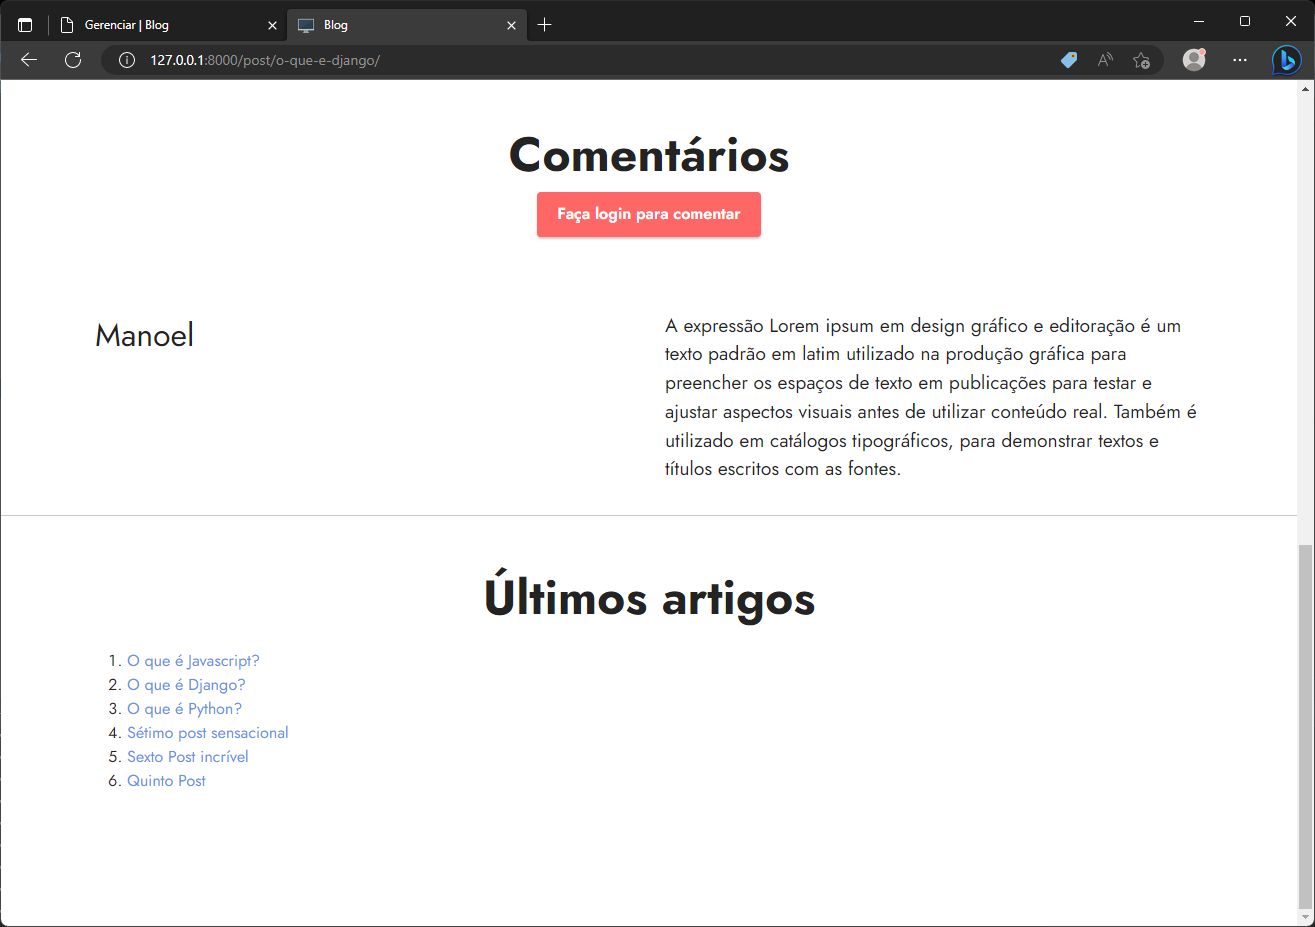 Gerenciar | Blog
Blog
127.0.0.1:8000/post/o-que-e-django/
Comentários
Faça login para comentar
Manoel
A expressão Lorem ipsum em design gráfico e editoração é um
texto padrão em latim utilizado na produção gráfica para
preencher os espaços de texto em publicações para testar e
ajustar aspectos visuais antes de utilizar conteúdo real. Também é
utilizado em catálogos tipográficos, para demonstrar textos e
títulos escritos com as fontes.
Últimos artigos
1. O que é Javascript?
2. O que é Django?
3. O que é Python?
4. Sétimo post sensacional
5. Sexto Post incrível
6. Quinto Post